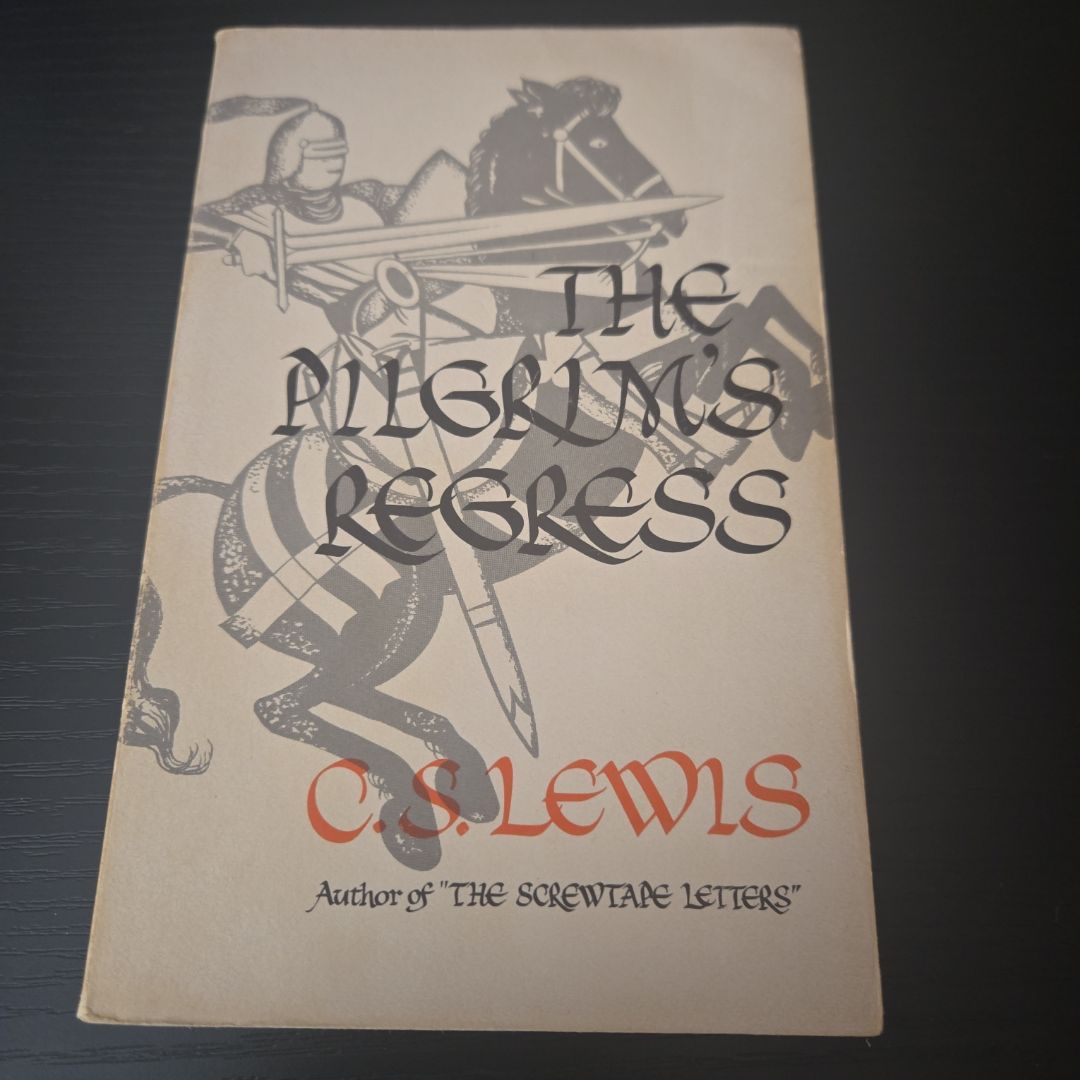 THE
PILGRIM'S
REGRESS
C. S. LEWIS
Author of "THE SCREWTAPE LETTERS"